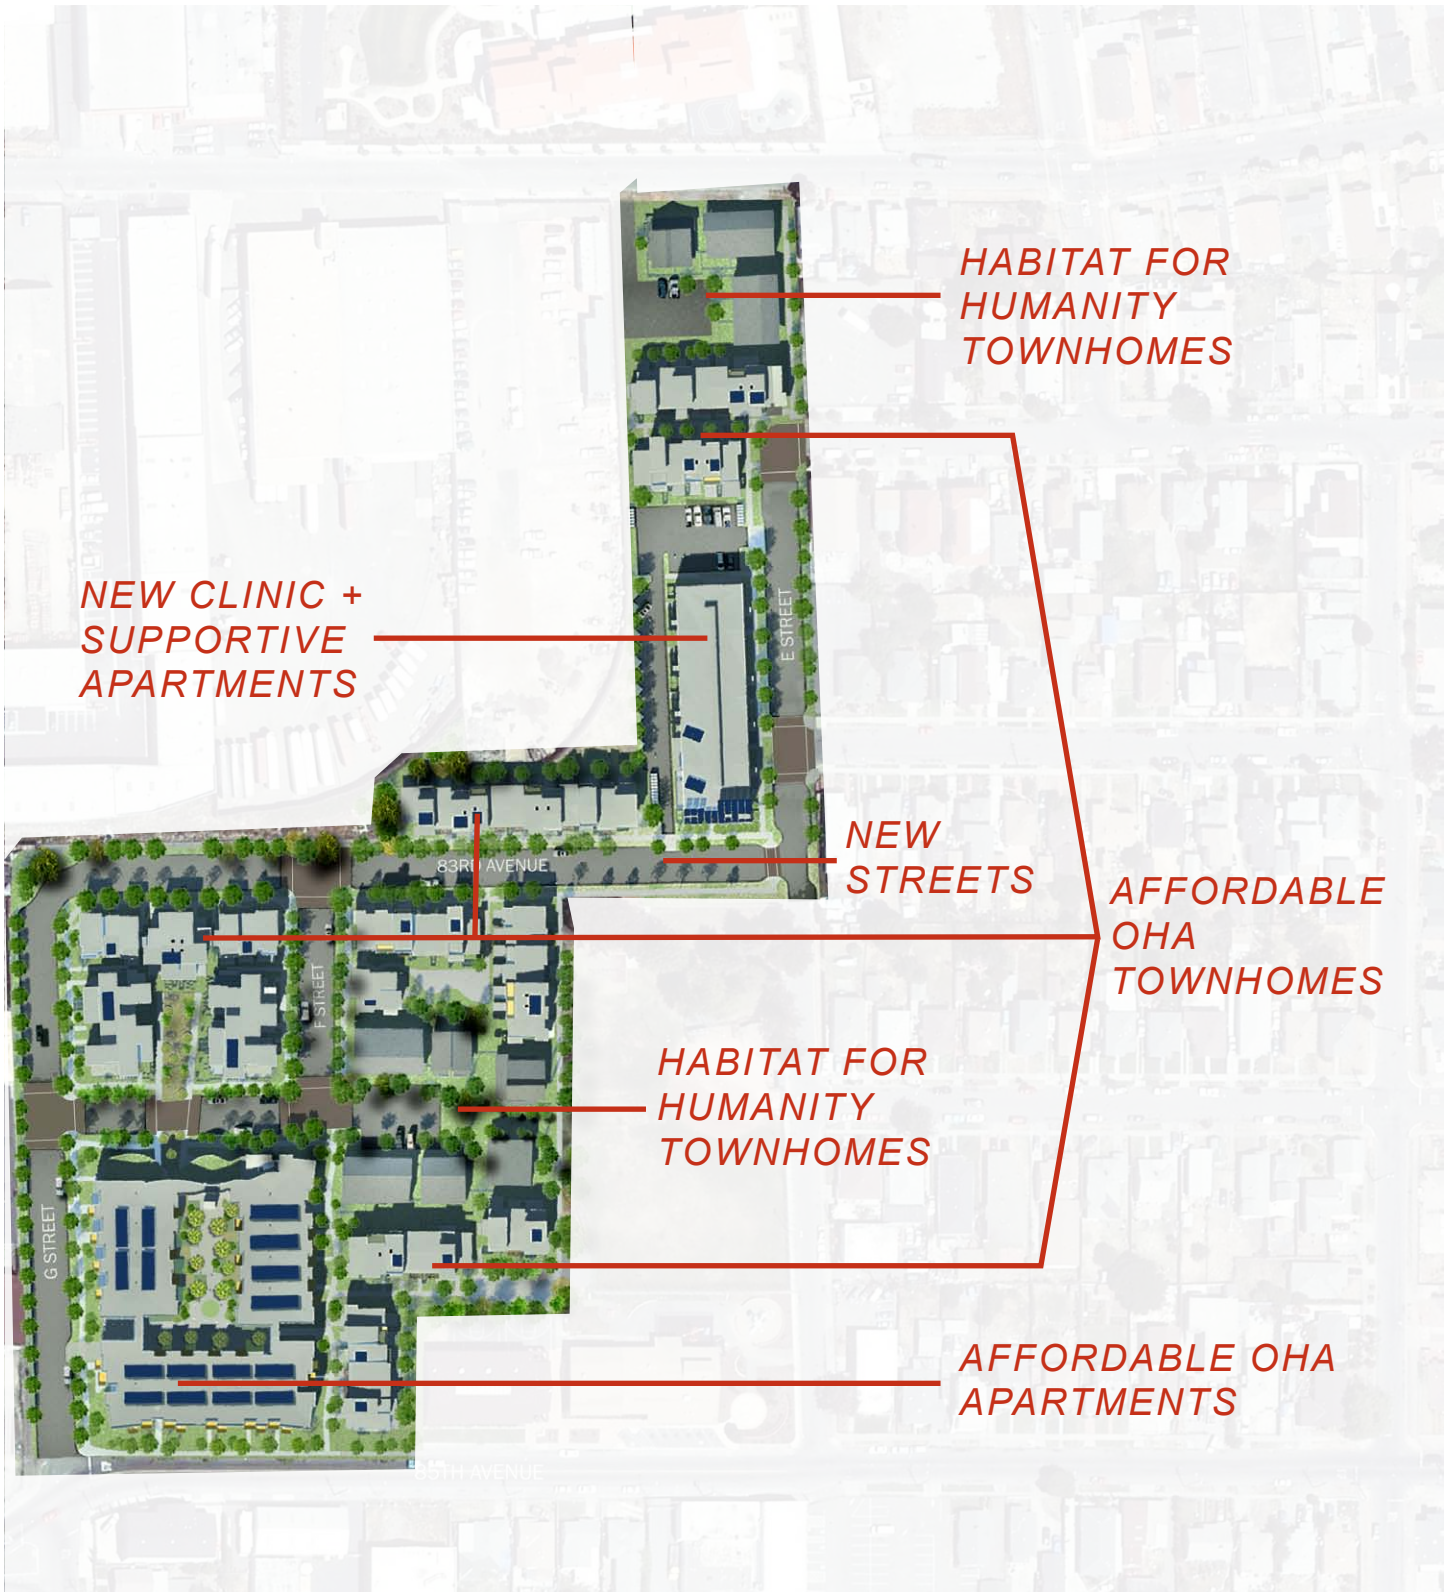 HABITAT FOR
HUMANITY
TOWNHOMES
NEW CLINIC +
SUPPORTIVE
APARTMENTS
E STREET
NEW
STREETS
83RD AVENUE
AFFORDABLE
OHA
TOWNHOMES
F STREET
HABITAT FOR
HUMANITY
TOWNHOMES
G STREET
AFFORDABLE OHA
APARTMENTS
85TH AVENUE